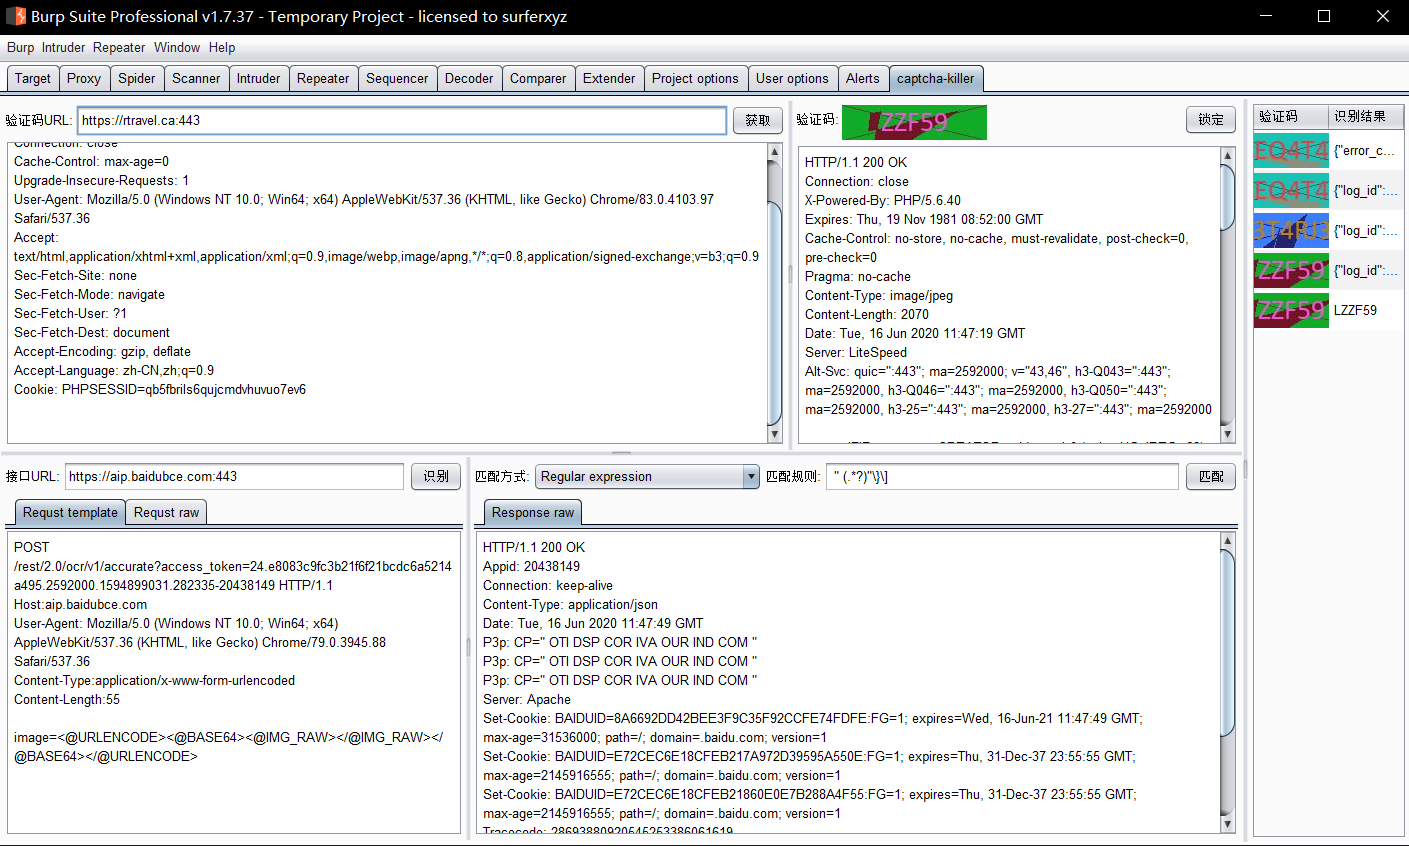 Burp Suite Professional v1.7.37 - Temporary Project - licensed to surferxyz
Burp Intruder Repeater Window Help
Target Proxy Spider Scanner Intruder Repeater Sequencer Decoder Comparer Extender Project options User options Alerts captcha-killer
验证码URL: https://rtravel.ca:443 获取
Connection: close
Cache-Control: max-age=0
Upgrade-Insecure-Requests: 1
User-Agent: Mozilla/5.0 (Windows NT 10.0; Win64; x64) AppleWebKit/537.36 (KHTML, like Gecko) Chrome/83.0.4103.97
Safari/537.36
Accept:
text/html,application/xhtml+xml,application/xml;q=0.9,image/webp,image/apng,*/*;q=0.8,application/signed-exchange;v=b3;q=0.9
Sec-Fetch-Site: none
Sec-Fetch-Mode: navigate
Sec-Fetch-User: ?1
Sec-Fetch-Dest: document
Accept-Encoding: gzip, deflate
Accept-Language: zh-CN,zh;q=0.9
Cookie: PHPSESSID=qb5fbrils6qujcmdvhuvuo7ev6
验证码: LZZF59 锁定
HTTP/1.1 200 OK
Connection: close
X-Powered-By: PHP/5.6.40
Expires: Thu, 19 Nov 1981 08:52:00 GMT
Cache-Control: no-store, no-cache, must-revalidate, post-check=0,
pre-check=0
Pragma: no-cache
Content-Type: image/jpeg
Content-Length: 2070
Date: Tue, 16 Jun 2020 11:47:19 GMT
Server: LiteSpeed
Alt-Svc: quic=":443"; ma=2592000; v="43,46", h3-Q043=":443";
ma=2592000, h3-Q046=":443"; ma=2592000, h3-Q050=":443";
ma=2592000, h3-25=":443"; ma=2592000, h3-27=":443"; ma=2592000
验证码 识别结果
EQ4T4 {"error_c...
EQ4T4 {"log_id":...
3T4RJ3 {"log_id":...
ZZF59 {"log_id":...
ZZF59 LZZF59
接口URL: https://aip.baidubce.com:443 识别
Requst template Requst raw
POST
/rest/2.0/ocr/v1/accurate?access_token=24.e8083c9fc3b21f6f21bcdc6a5214
a495.2592000.1594899031.282335-20438149 HTTP/1.1
Host:aip.baidubce.com
User-Agent: Mozilla/5.0 (Windows NT 10.0; Win64; x64)
AppleWebKit/537.36 (KHTML, like Gecko) Chrome/79.0.3945.88
Safari/537.36
Content-Type:application/x-www-form-urlencoded
Content-Length:55
image=<@URLENCODE><@BASE64><@IMG_RAW></@IMG_RAW></
@BASE64></@URLENCODE>
匹配方式: Regular expression 匹配规则: " (.*?)"\}\] 匹配
Response raw
HTTP/1.1 200 OK
Appid: 20438149
Connection: keep-alive
Content-Type: application/json
Date: Tue, 16 Jun 2020 11:47:49 GMT
P3p: CP=" OTI DSP COR IVA OUR IND COM "
P3p: CP=" OTI DSP COR IVA OUR IND COM "
P3p: CP=" OTI DSP COR IVA OUR IND COM "
Server: Apache
Set-Cookie: BAIDUID=8A6692DD42BEE3F9C35F92CCFE74FDFE:FG=1; expires=Wed, 16-Jun-21 11:47:49 GMT;
max-age=31536000; path=/; domain=.baidu.com; version=1
Set-Cookie: BAIDUID=E72CEC6E18CFEB217A972D39595A550E:FG=1; expires=Thu, 31-Dec-37 23:55:55 GMT;
max-age=2145916555; path=/; domain=.baidu.com; version=1
Set-Cookie: BAIDUID=E72CEC6E18CFEB21860E0E7B288A4F55:FG=1; expires=Thu, 31-Dec-37 23:55:55 GMT;
max-age=2145916555; path=/; domain=.baidu.com; version=1
Tracecode: 28693880920545253386061619